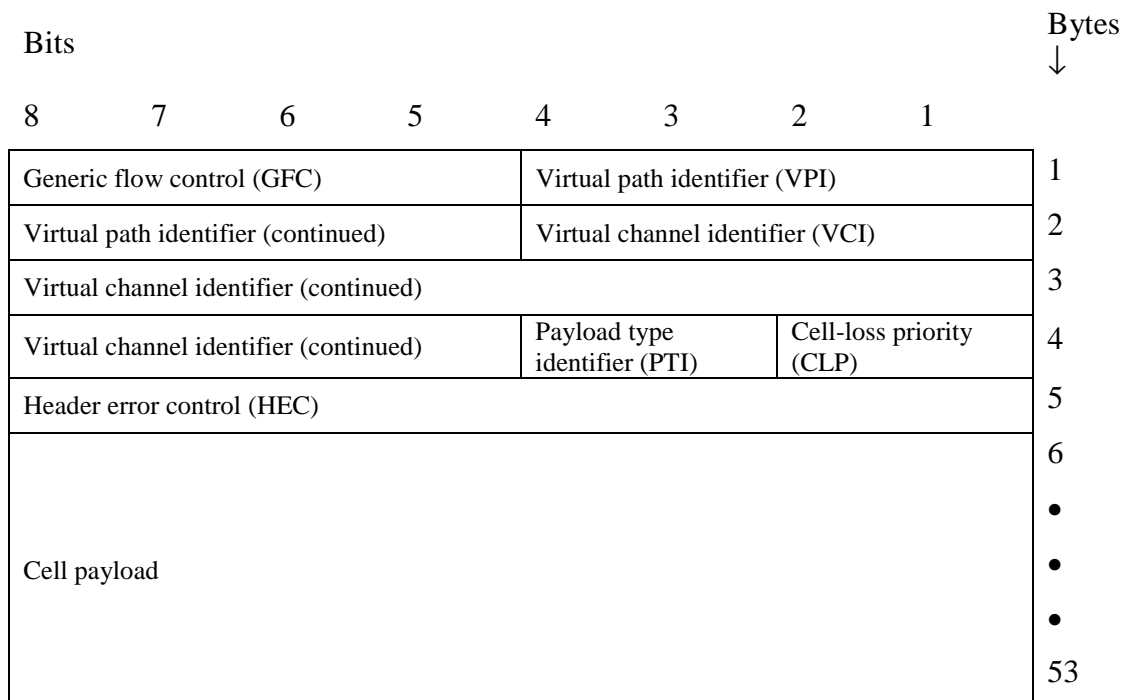 Bits
Bytes
↓
8 7 6 5 4 3 2 1
Generic flow control (GFC) Virtual path identifier (VPI) 1
Virtual path identifier (continued) Virtual channel identifier (VCI) 2
Virtual channel identifier (continued) 3
Virtual channel identifier (continued) Payload type
identifier (PTI) Cell-loss priority
(CLP) 4
Header error control (HEC) 5
6
•
Cell payload •
•
53